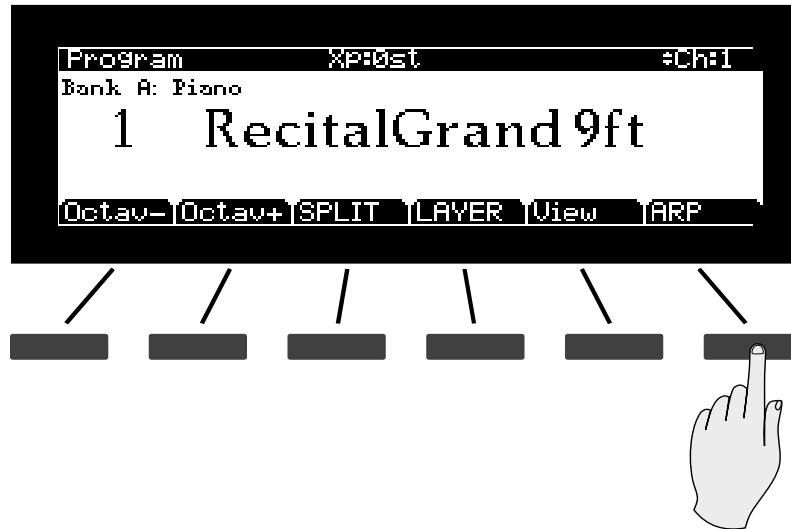 Program Xp:0st ÷Ch:1
Bank A: Piano
1 RecitalGrand 9ft
Octav- Octav+ SPLIT LAYER View ARP